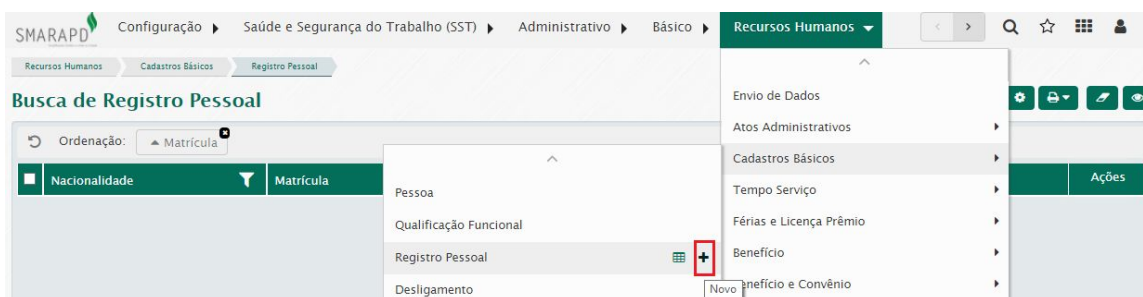 SMARAPD Configuração Saúde e Segurança do Trabalho (SST) Administrativo Básico Recursos Humanos
Recursos Humanos Cadastros Básicos Registro Pessoal
Busca de Registro Pessoal
Ordenação: Matrícula
Nacionalidade Matrícula Ações
Envio de Dados
Atos Administrativos
Cadastros Básicos
Tempo Serviço
Férias e Licença Prêmio
Benefício
enefício e Convênio
Pessoa
Qualificação Funcional
Registro Pessoal
Desligamento
Novo